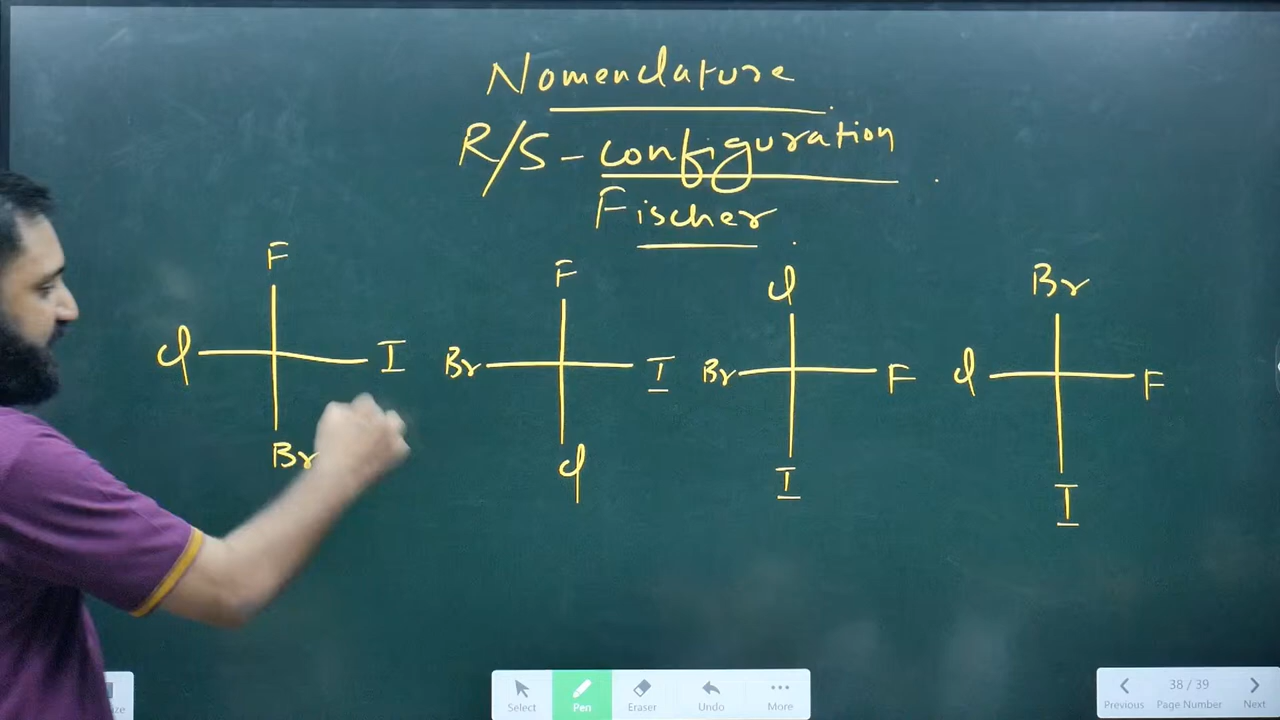 Nomenclature
R/S - configuration
Fischer
F
Cl I
Br
F
Br I
Cl
Cl
Br F
I
Br
Cl F
I
Select Pen Eraser Undo More
Previous 38 / 39 Page Number Next